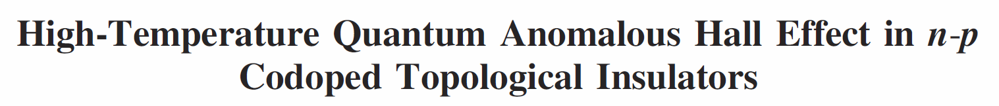 High-Temperature Quantum Anomalous Hall Effect in n-p
Codoped Topological Insulators